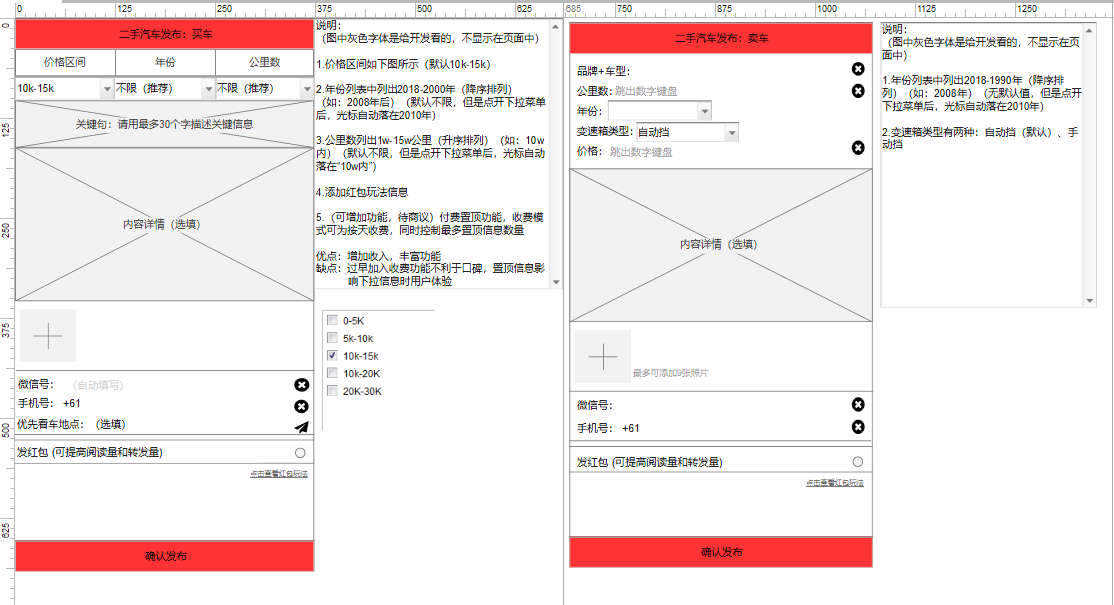 0 125 250 375 500 625 685 750 1000 1125 1250
0
125
250
375
500
625
二手汽车发布：买车
价格区间 年份 公里数
10k-15k 不限（推荐） 不限（推荐）
关键句：请用最多30个字描述关键信息
内容详情（选填）
微信号： （自动填写）
手机号： +61
优先看车地点：（选填）
发红包 (可提高阅读量和转发量)
点击查看红包玩法
确认发布
说明：
（图中灰色字体是给开发看的，不显示在页面中）
1.价格区间如下图所示（默认10k-15k）
2.年份列表中列出2018-2000年（降序排列）
（如：2008年后）（默认不限，但是点开下拉菜单
后，光标自动落在2010年）
3.公里数列出1w-15w公里（升序排列）（如：10w
内）（默认不限，但是点开下拉菜单后，光标自动
落在“10w内”）
4.添加红包玩法信息
5.（可增加功能，待商议）付费置顶功能，收费模
式可为按天收费，同时控制最多置顶信息数量
优点：增加收入，丰富功能
缺点：过早加入收费功能不利于口碑，置顶信息影
响下拉信息时用户体验
0-5K
5k-10k
10k-15k
10k-20K
20K-30K
二手汽车发布：卖车
品牌+车型：
公里数: 跳出数字键盘
年份：
变速箱类型: 自动挡
价格： 跳出数字键盘
内容详情（选填）
最多可添加9张照片
微信号：
手机号： +61
发红包 (可提高阅读量和转发量)
点击查看红包玩法
确认发布
说明：
（图中灰色字体是给开发看的，不显示在页
面中）
1.年份列表中列出2018-1990年（降序排
列）（如：2008年）（无默认值，但是点开
下拉菜单后，光标自动落在2010年）
2.变速箱类型有两种：自动挡（默认）、手
动挡